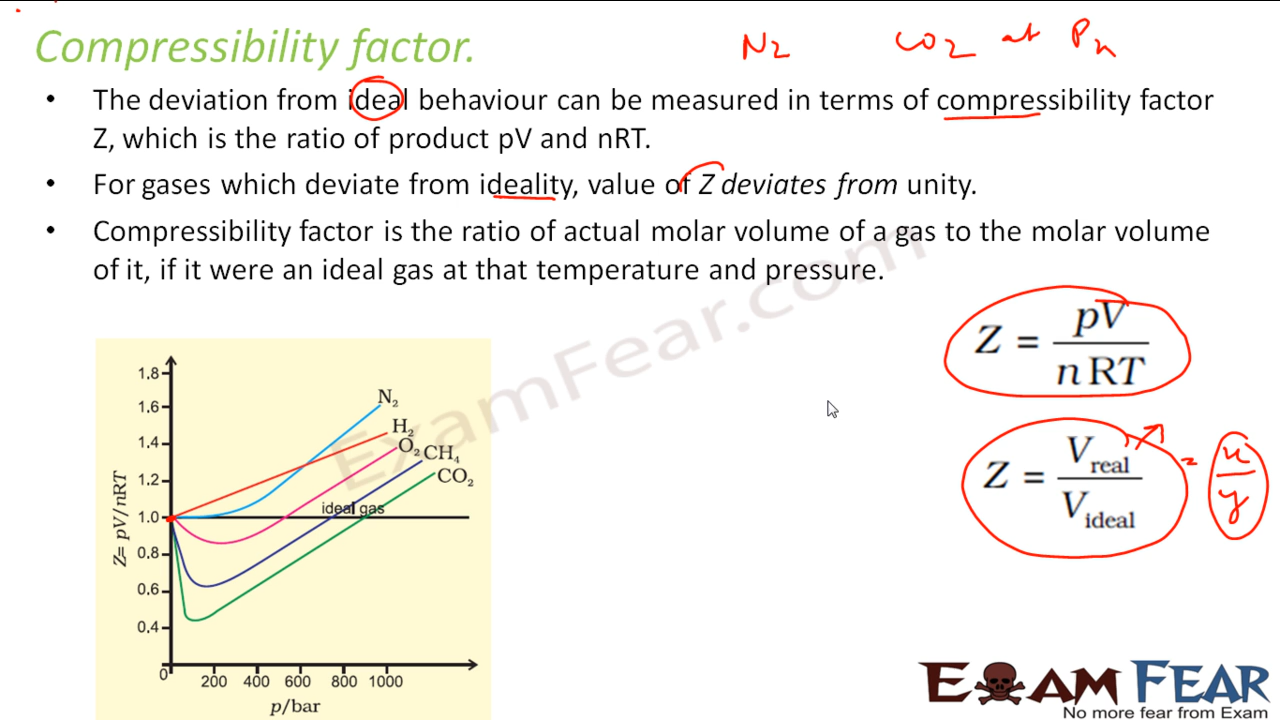 Compressibility factor.
N2 CO2 at Pn
• The deviation from ideal behaviour can be measured in terms of compressibility factor
Z, which is the ratio of product pV and nRT.
• For gases which deviate from ideality, value of Z deviates from unity.
• Compressibility factor is the ratio of actual molar volume of a gas to the molar volume
of it, if it were an ideal gas at that temperature and pressure.
ExamFear.com
Z = pV / nRT
Z = V real / V ideal = x / y
1.8
1.6
1.4
1.2
1.0
0.8
0.6
0.4
0
Z= pV/nRT
N₂
H₂
O₂ CH₄
CO₂
ideal gas
200 400 600 800 1000
p/bar
EXAM FEAR
No more fear from Exam